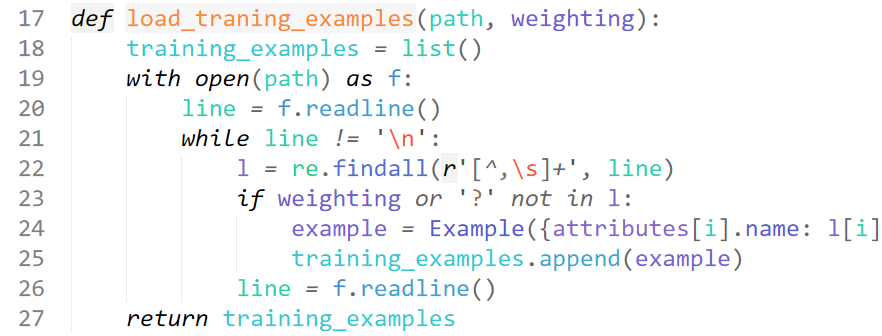 17 def load_traning_examples(path, weighting):
18     training_examples = list()
19     with open(path) as f:
20         line = f.readline()
21         while line != '\n':
22             l = re.findall(r'[^,\s]+', line)
23             if weighting or '?' not in l:
24                 example = Example({attributes[i].name: l[i]
25                 training_examples.append(example)
26             line = f.readline()
27     return training_examples